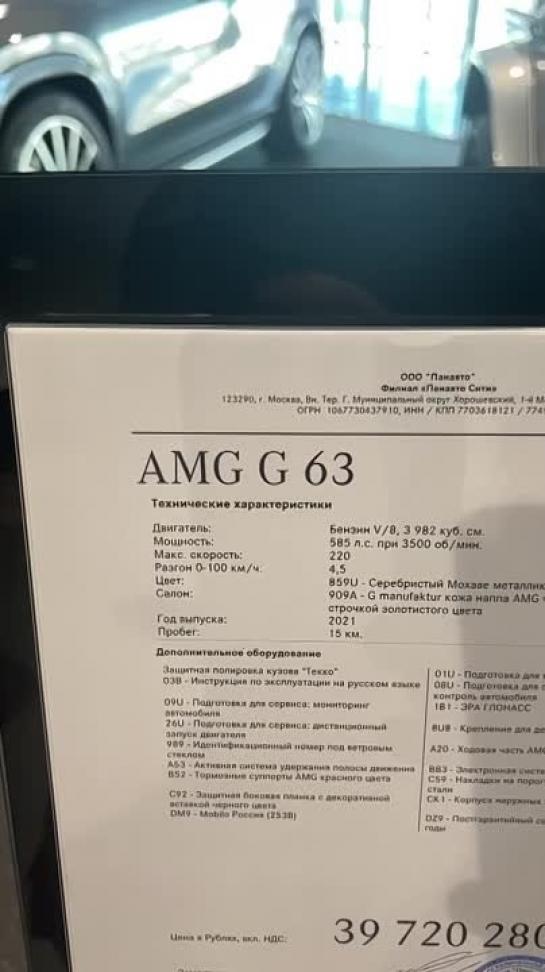 ООО "Панавто"
Филиал «Панавто Сити»
123290, г. Москва, Вн. Тер. Г. Муниципальный округ Хорошевский, 1-й
ОГРН 1067730437910, ИНН / КПП 7703618121 / 774
AMG G 63
Технические характеристики
Двигатель: Бензин V/8, 3 982 куб. см.
Мощность: 585 л.с. при 3500 об/мин.
Макс. скорость: 220
Разгон 0-100 км/ч: 4,5
Цвет: 859U - Серебристый Мохаве металлик
Салон: 909A - G manufaktur кожа наппа AMG
строчкой золотистого цвета
Год выпуска: 2021
Пробег: 15 км.
Дополнительное оборудование
Защитная полировка кузова "Текко"
03B - Инструкция по эксплуатации на русском языке
09U - Подготовка для сервиса: мониторинг
автомобиля
26U - Подготовка для сервиса: дистанционный
запуск двигателя
989 - Идентификационный номер под ветровым
стеклом
A53 - Активная система удержания полосы движения
B52 - Тормозные суппорты AMG красного цвета
C92 - Защитная боковая планка с декоративной
вставкой черного цвета
DM9 - Mobilo Россия (253B)
01U - Подготовка для
08U - Подготовка для
контроль автомобиля
1B1 - ЭРА ГЛОНАСС
8U8 - Крепление для
A20 - Ходовая часть AMG
B83 - Электронная
C59 - Накладки на
стали
CK1 - Корпуса наружных
DZ9 - Постгарантийный
годы
Цена в Рублях, вкл. НДС: 39 720 280